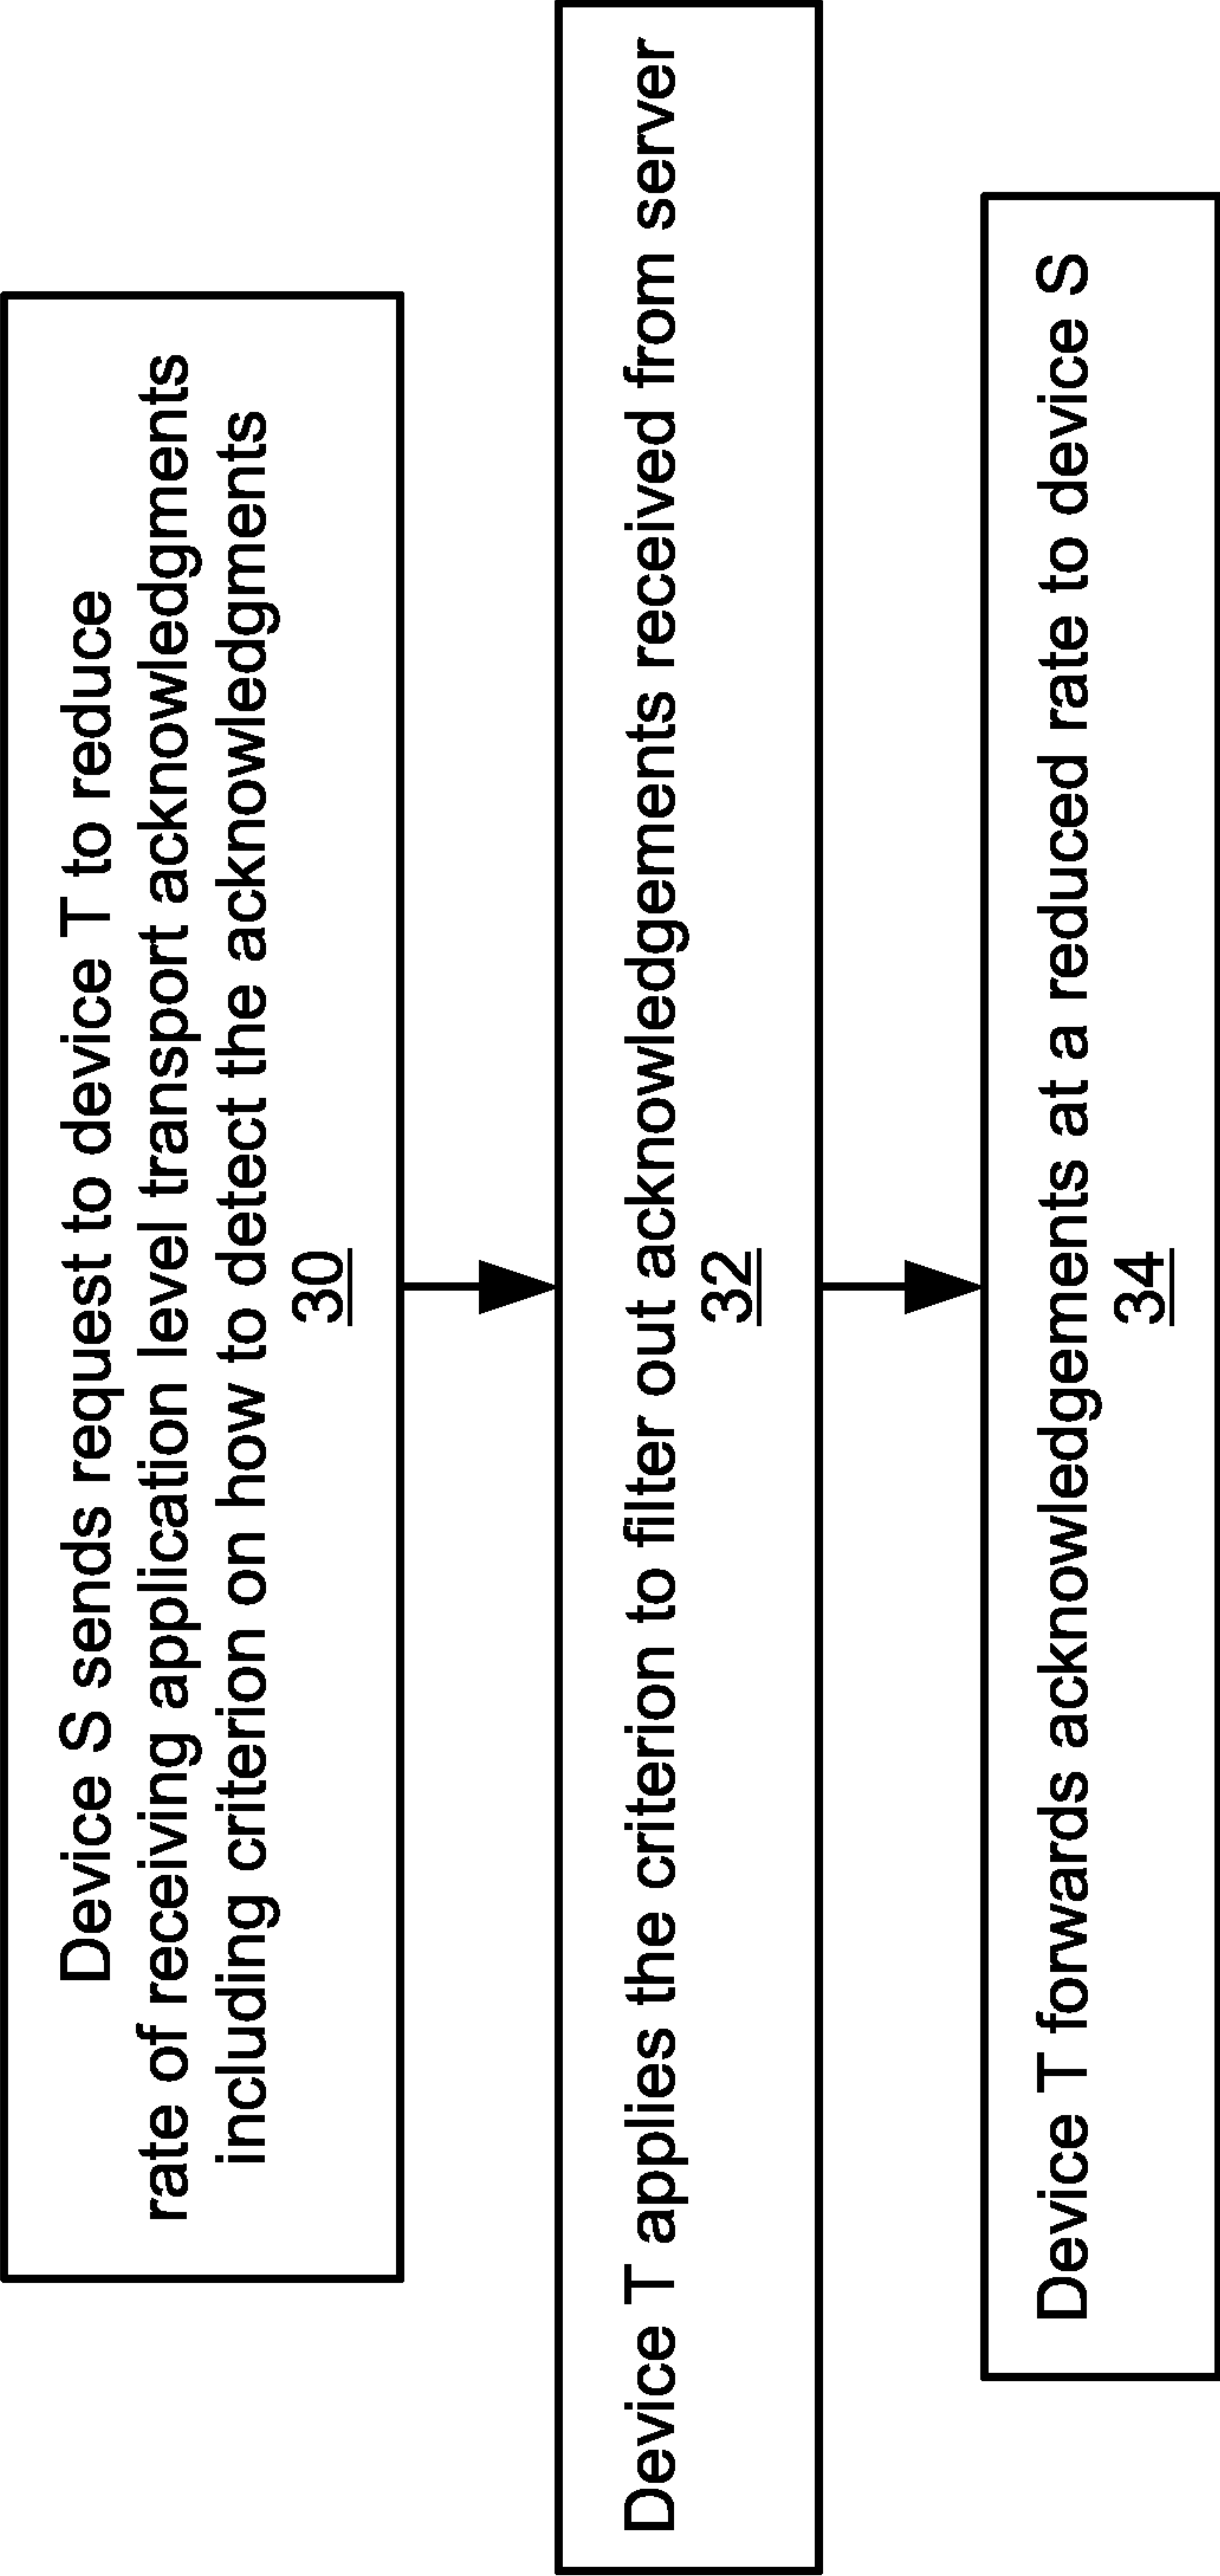 Device S sends request to device T to reduce
rate of receiving application level transport acknowledgments
including criterion on how to detect the acknowledgments
30
Device T applies the criterion to filter out acknowledgements received from server
32
Device T forwards acknowledgements at a reduced rate to device S
34